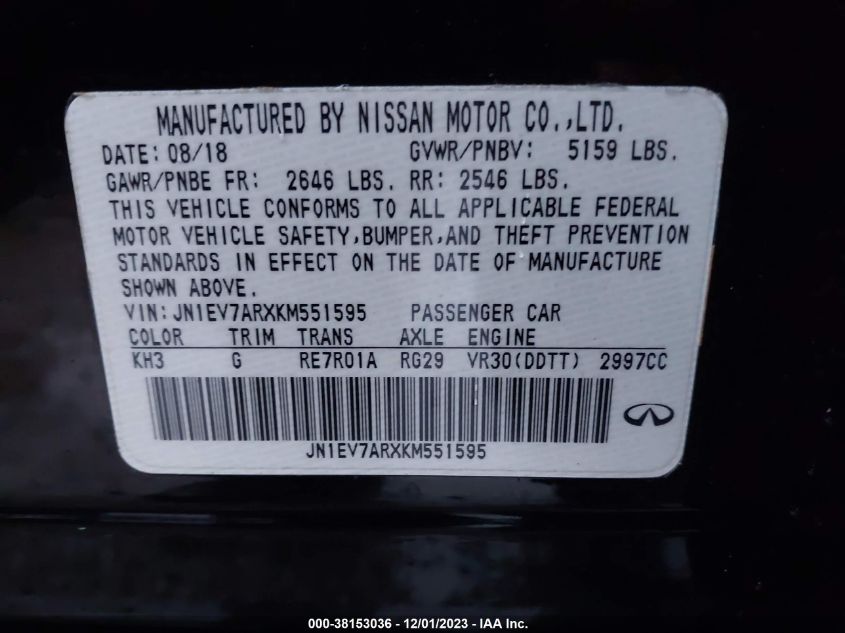 MANUFACTURED BY NISSAN MOTOR CO.,LTD.
DATE: 08/18 GVWR/PNBV: 5159 LBS.
GAWR/PNBE FR: 2646 LBS. RR: 2546 LBS.
THIS VEHICLE CONFORMS TO ALL APPLICABLE FEDERAL
MOTOR VEHICLE SAFETY,BUMPER,AND THEFT PREVENTION
STANDARDS IN EFFECT ON THE DATE OF MANUFACTURE
SHOWN ABOVE.
VIN: JN1EV7ARXKM551595 PASSENGER CAR
COLOR TRIM TRANS AXLE ENGINE
KH3 G RE7R01A RG29 VR30(DDTT) 2997CC
JN1EV7ARXKM551595
000-38153036 - 12/01/2023 - IAA Inc.